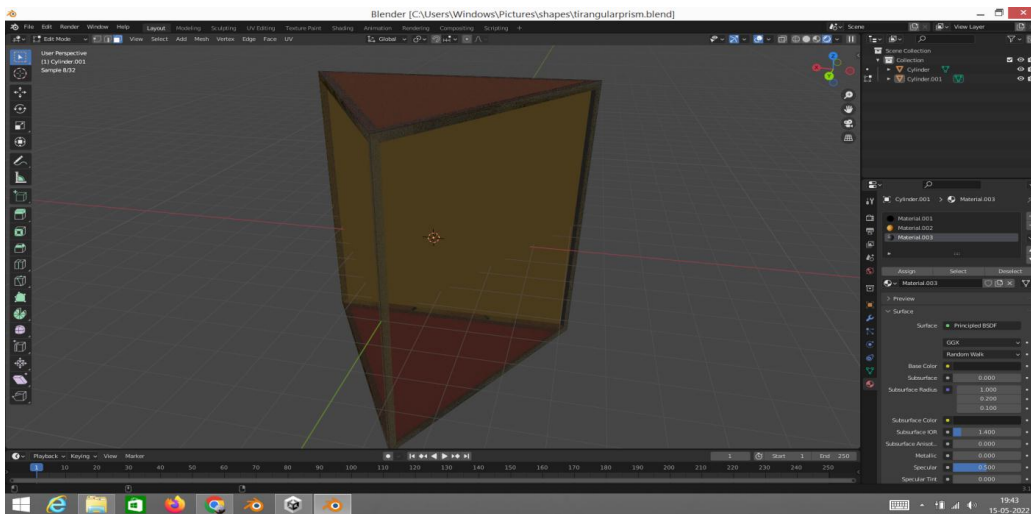 Blender [C:\Users\Windows\Pictures\shapes\tirangularprism.blend]
File Edit Render Window Help Layout Modeling Sculpting UV Editing Texture Paint Shading Animation Rendering Compositing Scripting + Scene View Layer
Edit Mode View Select Add Mesh Vertex Edge Face UV Global
User Perspective
(1) Cylinder.001
Sample 8/32
Scene Collection
Collection
Cylinder
Cylinder.001
Cylinder.001 > Material.003
Material.001
Material.002
Material.003
Assign Select Deselect
Material.003
Preview
Surface
Surface Principled BSDF
GGX
Random Walk
Base Color
Subsurface 0.000
Subsurface Radius 1.000
0.200
0.100
Subsurface Color
Subsurface IOR 1.400
Subsurface Anisot.. 0.000
Metallic 0.000
Specular 0.500
Specular Tint 0.000
Playback Keying View Marker 1 Start 1 End 250
1 10 20 30 40 50 60 70 80 90 100 110 120 130 140 150 160 170 180 190 200 210 220 230 240 250
19:43
15-05-2022